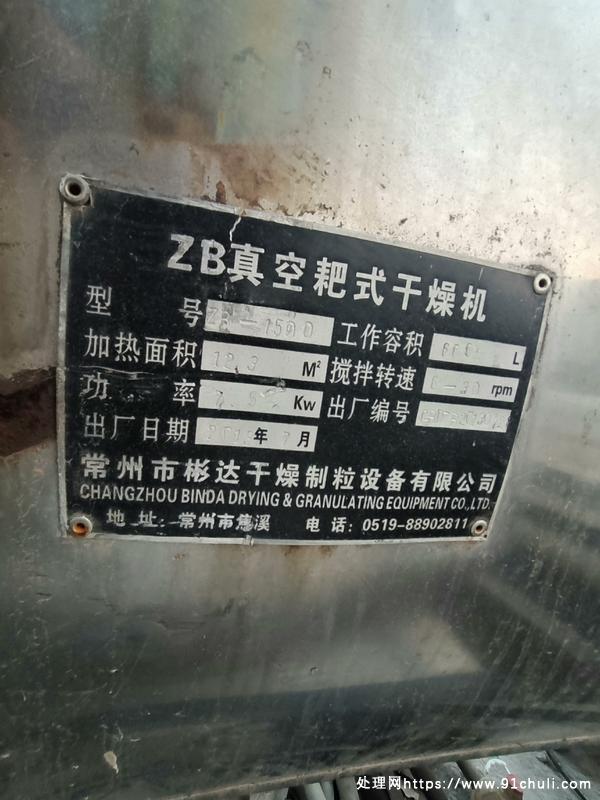 ZB真空耙式干燥机
型 号 ZB-1500 工作容积 L
加热面积 12.3 M² 搅拌转速 rpm
功 率 Kw 出厂编号
出厂日期 年 月
常州市彬达干燥制粒设备有限公司
CHANGZHOU BINDA DRYING & GRANULATING EQUIPMENT CO., LTD.
地 址: 常州市焦溪 电 话: 0519-88902811
处理网https://www.91chuli.com